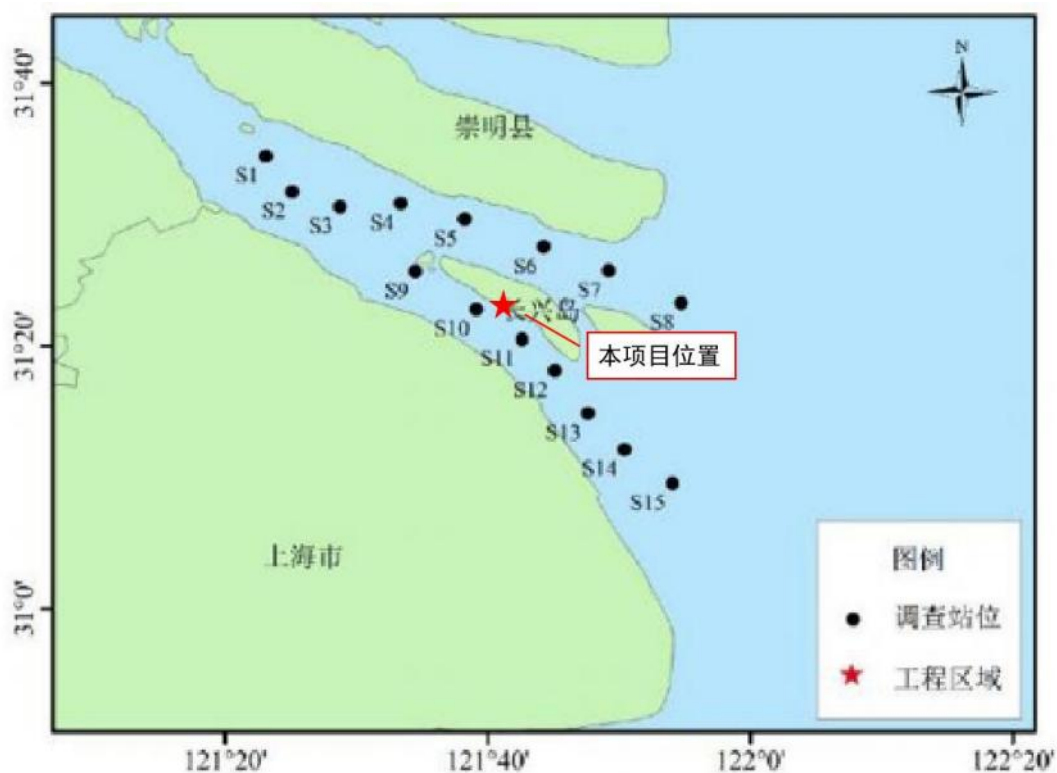 N
31°40'
崇明县
S1
S2
S3
S4
S5
S6
S7
S8
S9
S10
长兴岛
S11
31°20'
本项目位置
S12
S13
S14
S15
上海市
31°0'
图例
调查站位
工程区域
121°20'
121°40'
122°0'
122°20'